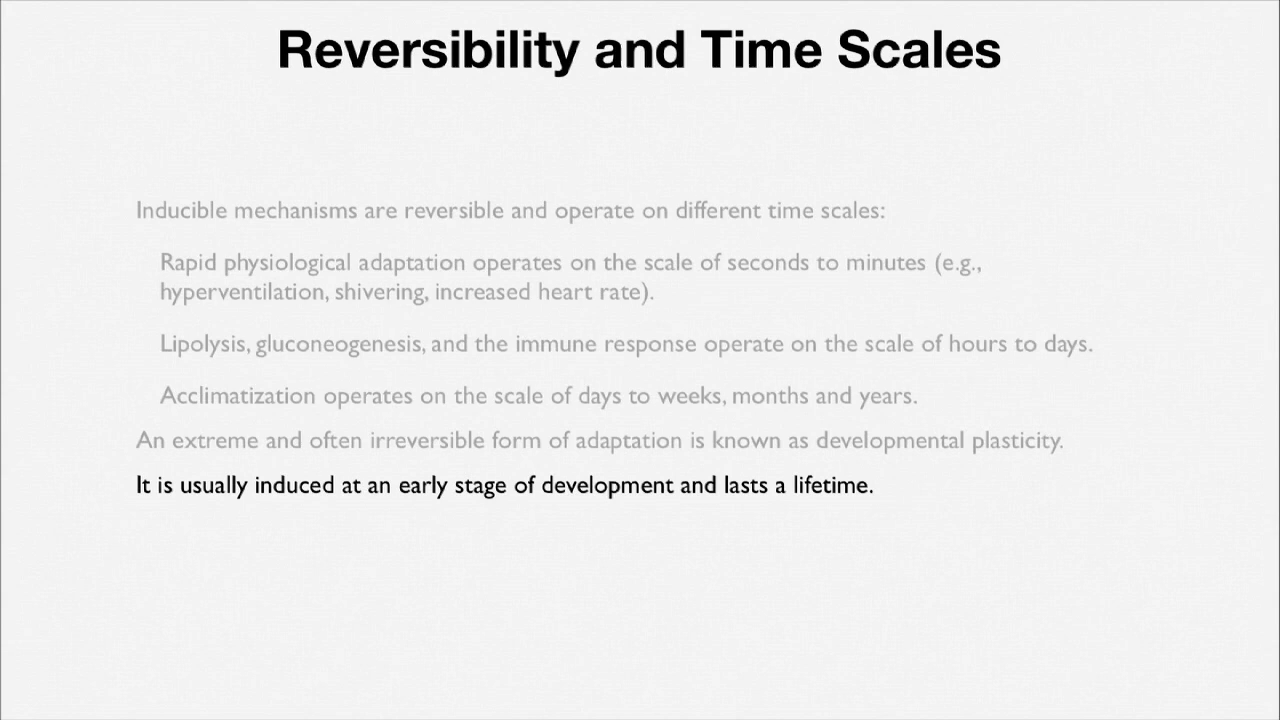 Reversibility and Time Scales
Inducible mechanisms are reversible and operate on different time scales:
Rapid physiological adaptation operates on the scale of seconds to minutes (e.g.,
hyperventilation, shivering, increased heart rate).
Lipolysis, gluconeogenesis, and the immune response operate on the scale of hours to days.
Acclimatization operates on the scale of days to weeks, months and years.
An extreme and often irreversible form of adaptation is known as developmental plasticity.
It is usually induced at an early stage of development and lasts a lifetime.